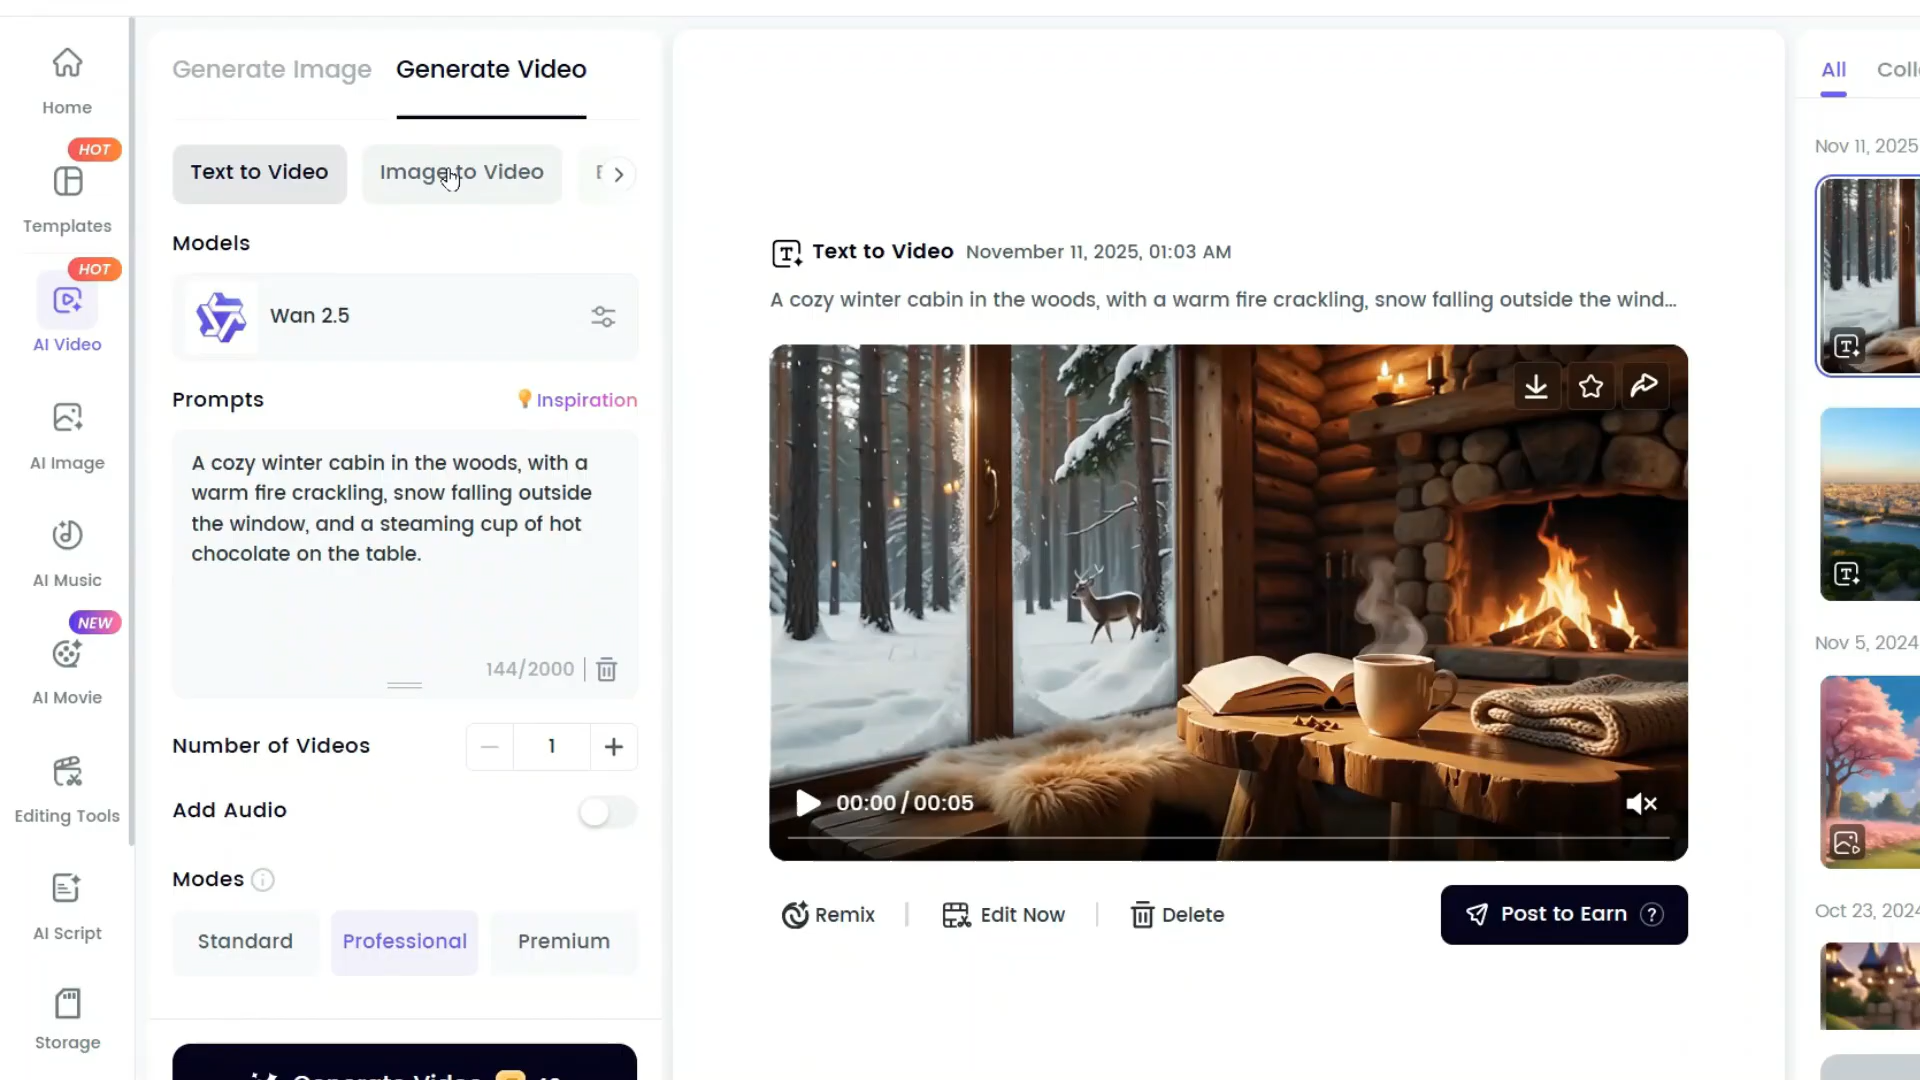 Home
HOT
Templates
HOT
AI Video
AI Image
AI Music
NEW
AI Movie
Editing Tools
AI Script
Storage
Generate Image
Generate Video
Text to Video
Image to Video
Models
Wan 2.5
Prompts
Inspiration
A cozy winter cabin in the woods, with a
warm fire crackling, snow falling outside
the window, and a steaming cup of hot
chocolate on the table.
144/2000
Number of Videos
1
Add Audio
Modes
Standard
Professional
Premium
Generate Video
Text to Video November 11, 2025, 01:03 AM
A cozy winter cabin in the woods, with a warm fire crackling, snow falling outside the wind...
00:00 / 00:05
Remix
Edit Now
Delete
Post to Earn
All
Nov 11, 2025
Nov 5, 2024
Oct 23, 2024